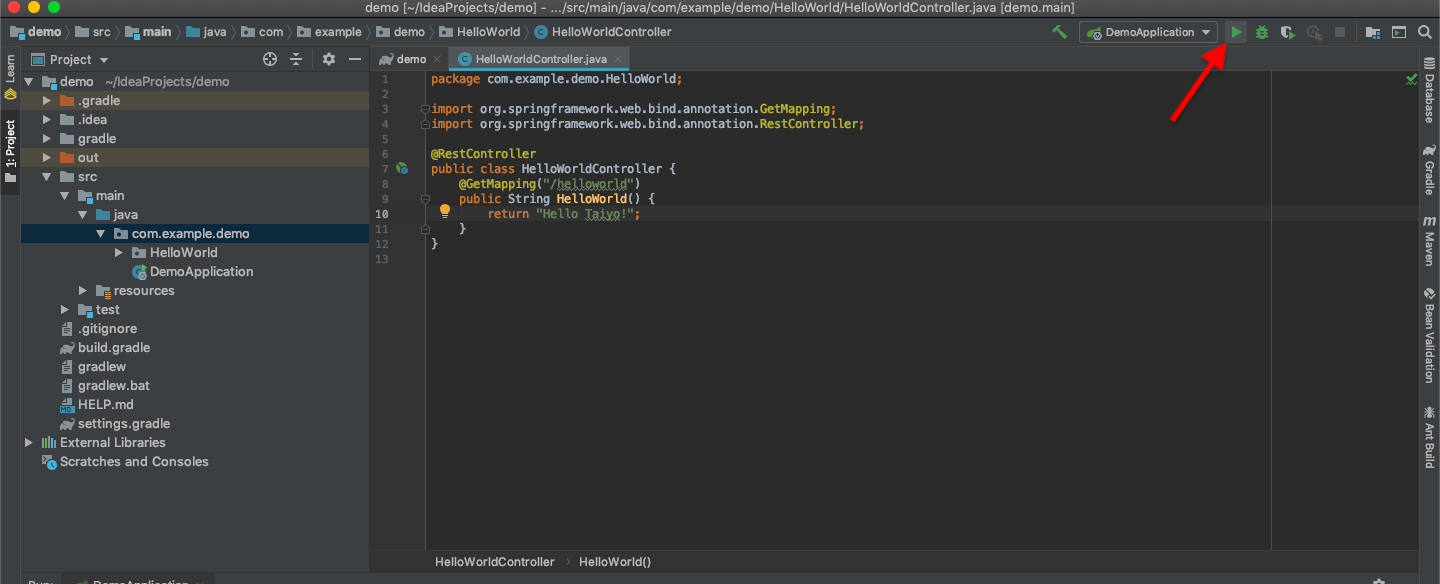 demo [~/IdeaProjects/demo] – .../src/main/java/com/example/demo/HelloWorld/HelloWorldController.java [demo.main]
demo src main java com example demo HelloWorld HelloWorldController DemoApplication
Learn
1: Project
Project
demo ~/IdeaProjects/demo
.gradle
.idea
gradle
out
src
main
java
com.example.demo
HelloWorld
DemoApplication
resources
test
.gitignore
build.gradle
gradlew
gradlew.bat
HELP.md
settings.gradle
External Libraries
Scratches and Consoles
demo HelloWorldController.java
1 package com.example.demo.HelloWorld;
2
3 import org.springframework.web.bind.annotation.GetMapping;
4 import org.springframework.web.bind.annotation.RestController;
5
6 @RestController
7 public class HelloWorldController {
8 @GetMapping("/helloworld")
9 public String HelloWorld() {
10 return "Hello Taiyo!";
11 }
12 }
13
HelloWorldController HelloWorld()
Database
Gradle
Maven
Bean Validation
Ant Build
Run: DemoApplication